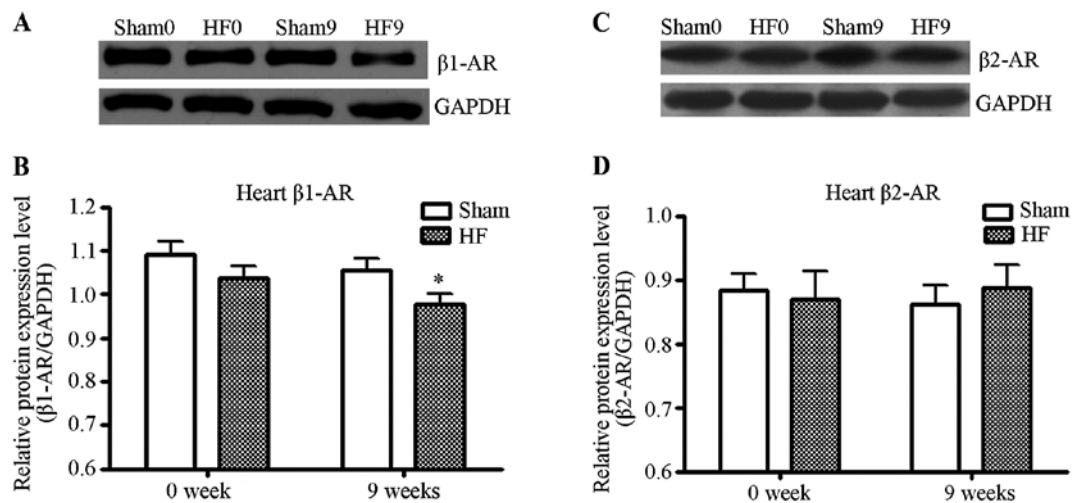 A
Sham0 HF0 Sham9 HF9
β1-AR
GAPDH
B
Heart β1-AR
Sham
HF
Relative protein expression level
(β1-AR/GAPDH)
1.2
1.1
1.0
0.9
0.8
0.7
0.6
*
0 week 9 weeks
C
Sham0 HF0 Sham9 HF9
β2-AR
GAPDH
D
Heart β2-AR
Sham
HF
Relative protein expression level
(β2-AR/GAPDH)
1.0
0.9
0.8
0.7
0.6
0 week 9 weeks